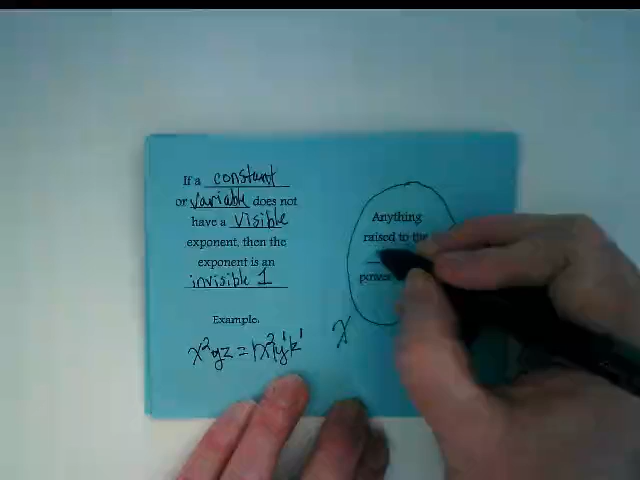 If a constant
or variable does not
have a visible
exponent, then the
exponent is an
invisible 1
Example.
x²yz = 1x²y¹z¹
Anything
raised to the
power
x